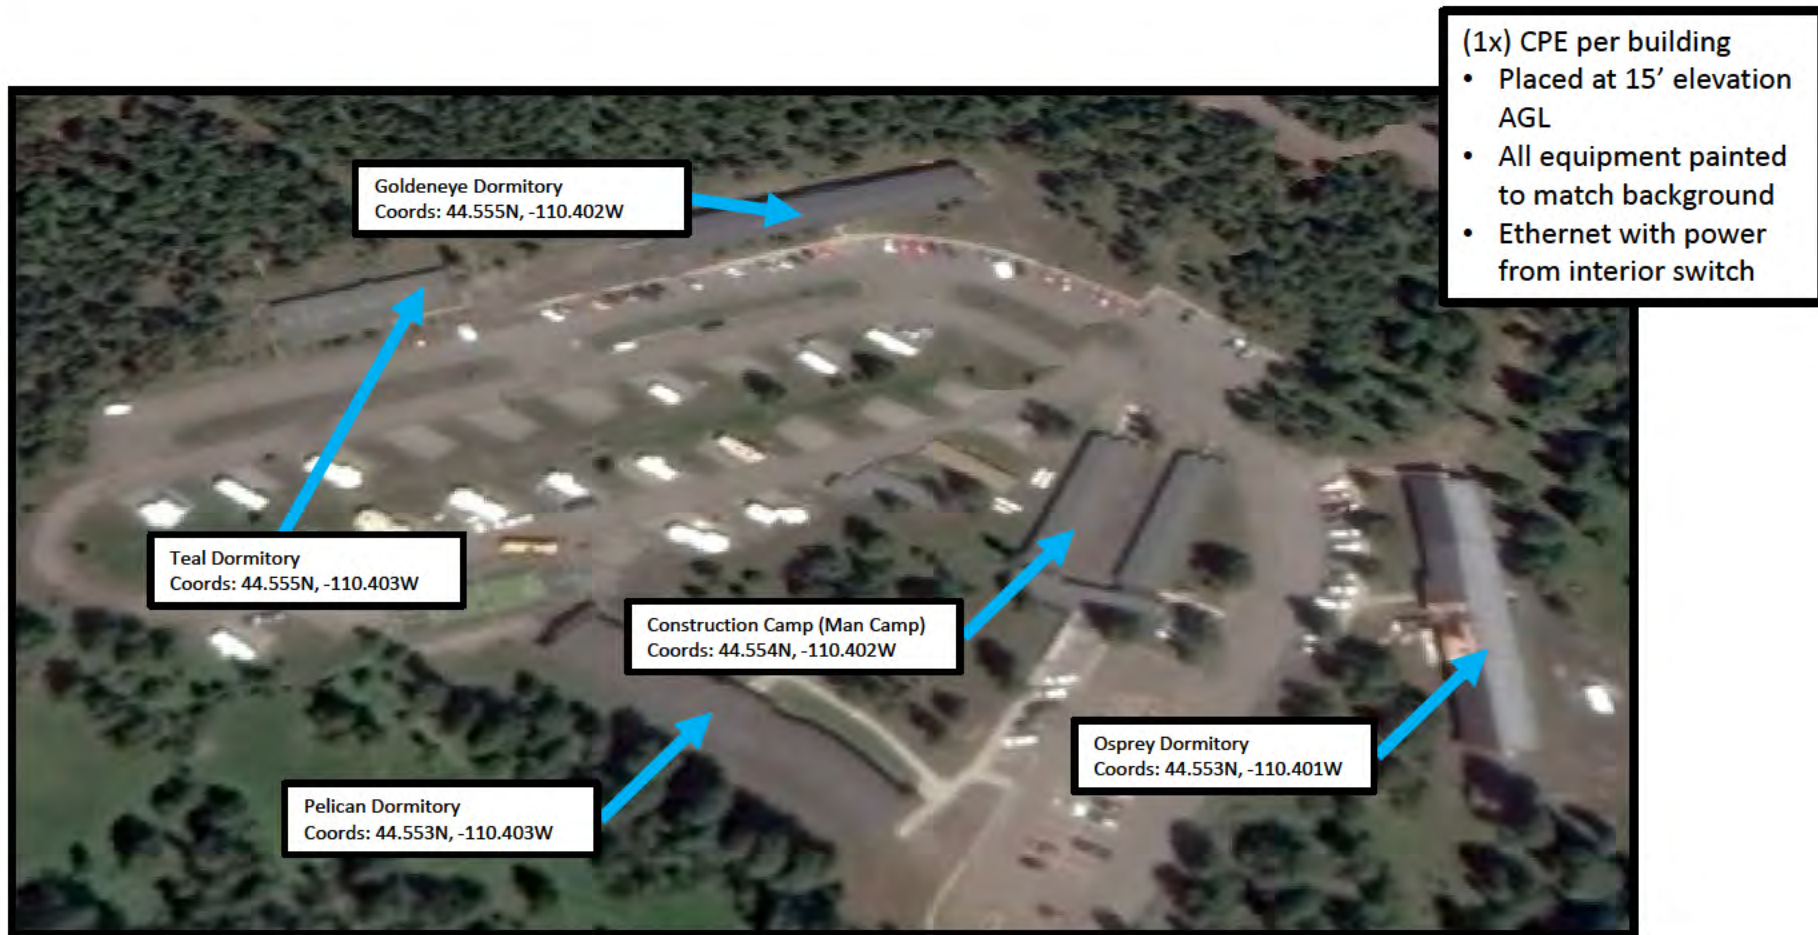 (1x) CPE per building
• Placed at 15’ elevation
AGL
• All equipment painted
to match background
• Ethernet with power
from interior switch
Goldeneye Dormitory
Coords: 44.555N, -110.402W
Teal Dormitory
Coords: 44.555N, -110.403W
Construction Camp (Man Camp)
Coords: 44.554N, -110.402W
Osprey Dormitory
Coords: 44.553N, -110.401W
Pelican Dormitory
Coords: 44.553N, -110.403W